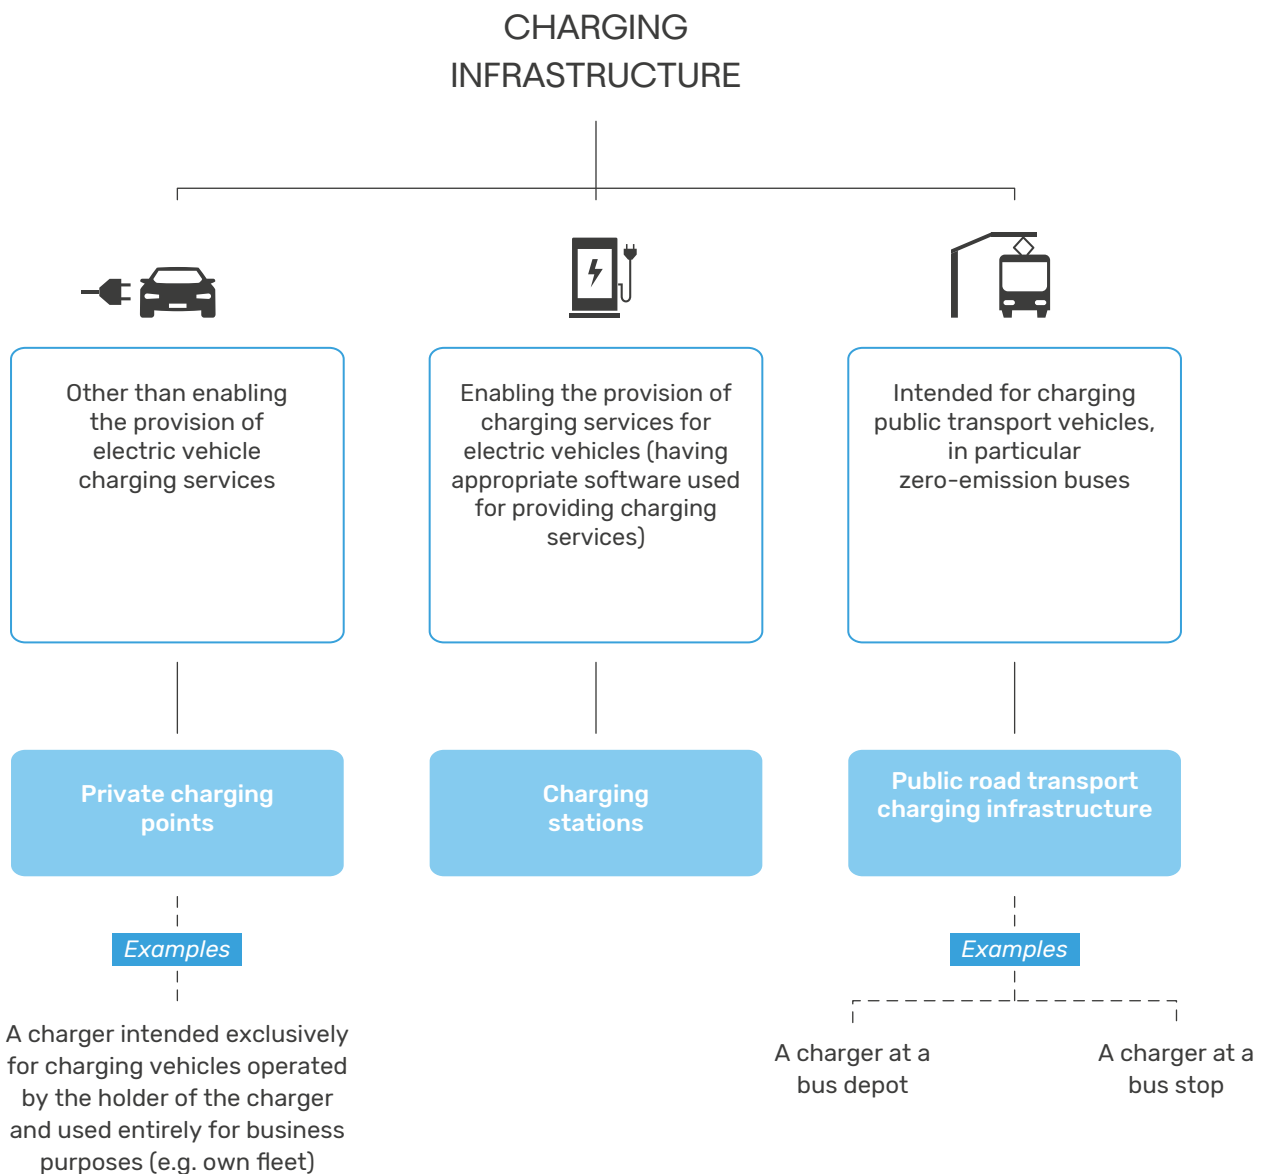 CHARGING
INFRASTRUCTURE
Other than enabling
the provision of
electric vehicle
charging services
Enabling the provision of
charging services for
electric vehicles (having
appropriate software used
for providing charging
services)
Intended for charging
public transport vehicles,
in particular
zero-emission buses
Private charging
points
Charging
stations
Public road transport
charging infrastructure
Examples
A charger intended exclusively
for charging vehicles operated
by the holder of the charger
and used entirely for business
purposes (e.g. own fleet)
Examples
A charger at a
bus depot
A charger at a
bus stop